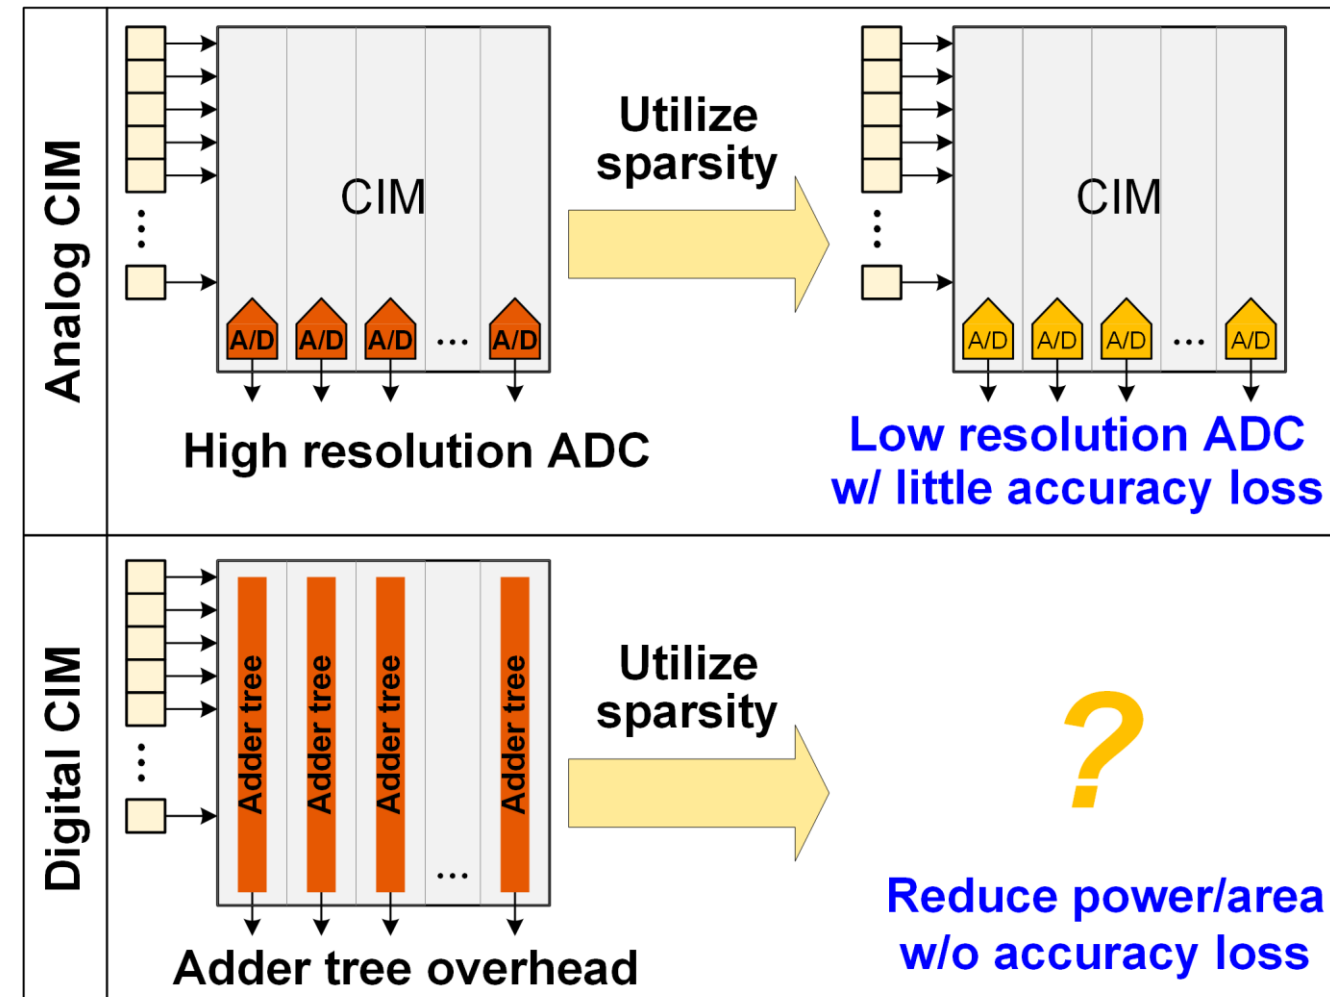 Analog CIM
CIM
A/D A/D A/D ... A/D
High resolution ADC
Utilize
sparsity
CIM
A/D A/D A/D ... A/D
Low resolution ADC
w/ little accuracy loss
Digital CIM
Adder tree
Adder tree
Adder tree
...
Adder tree
Adder tree overhead
Utilize
sparsity
?
Reduce power/area
w/o accuracy loss